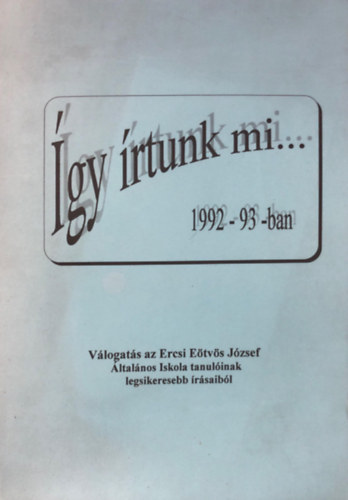 Így írtunk mi...
1992 - 93 -ban
Válogatás az Ercsi Eötvös József
Általános Iskola tanulóinak
legsikeresebb írásaiból